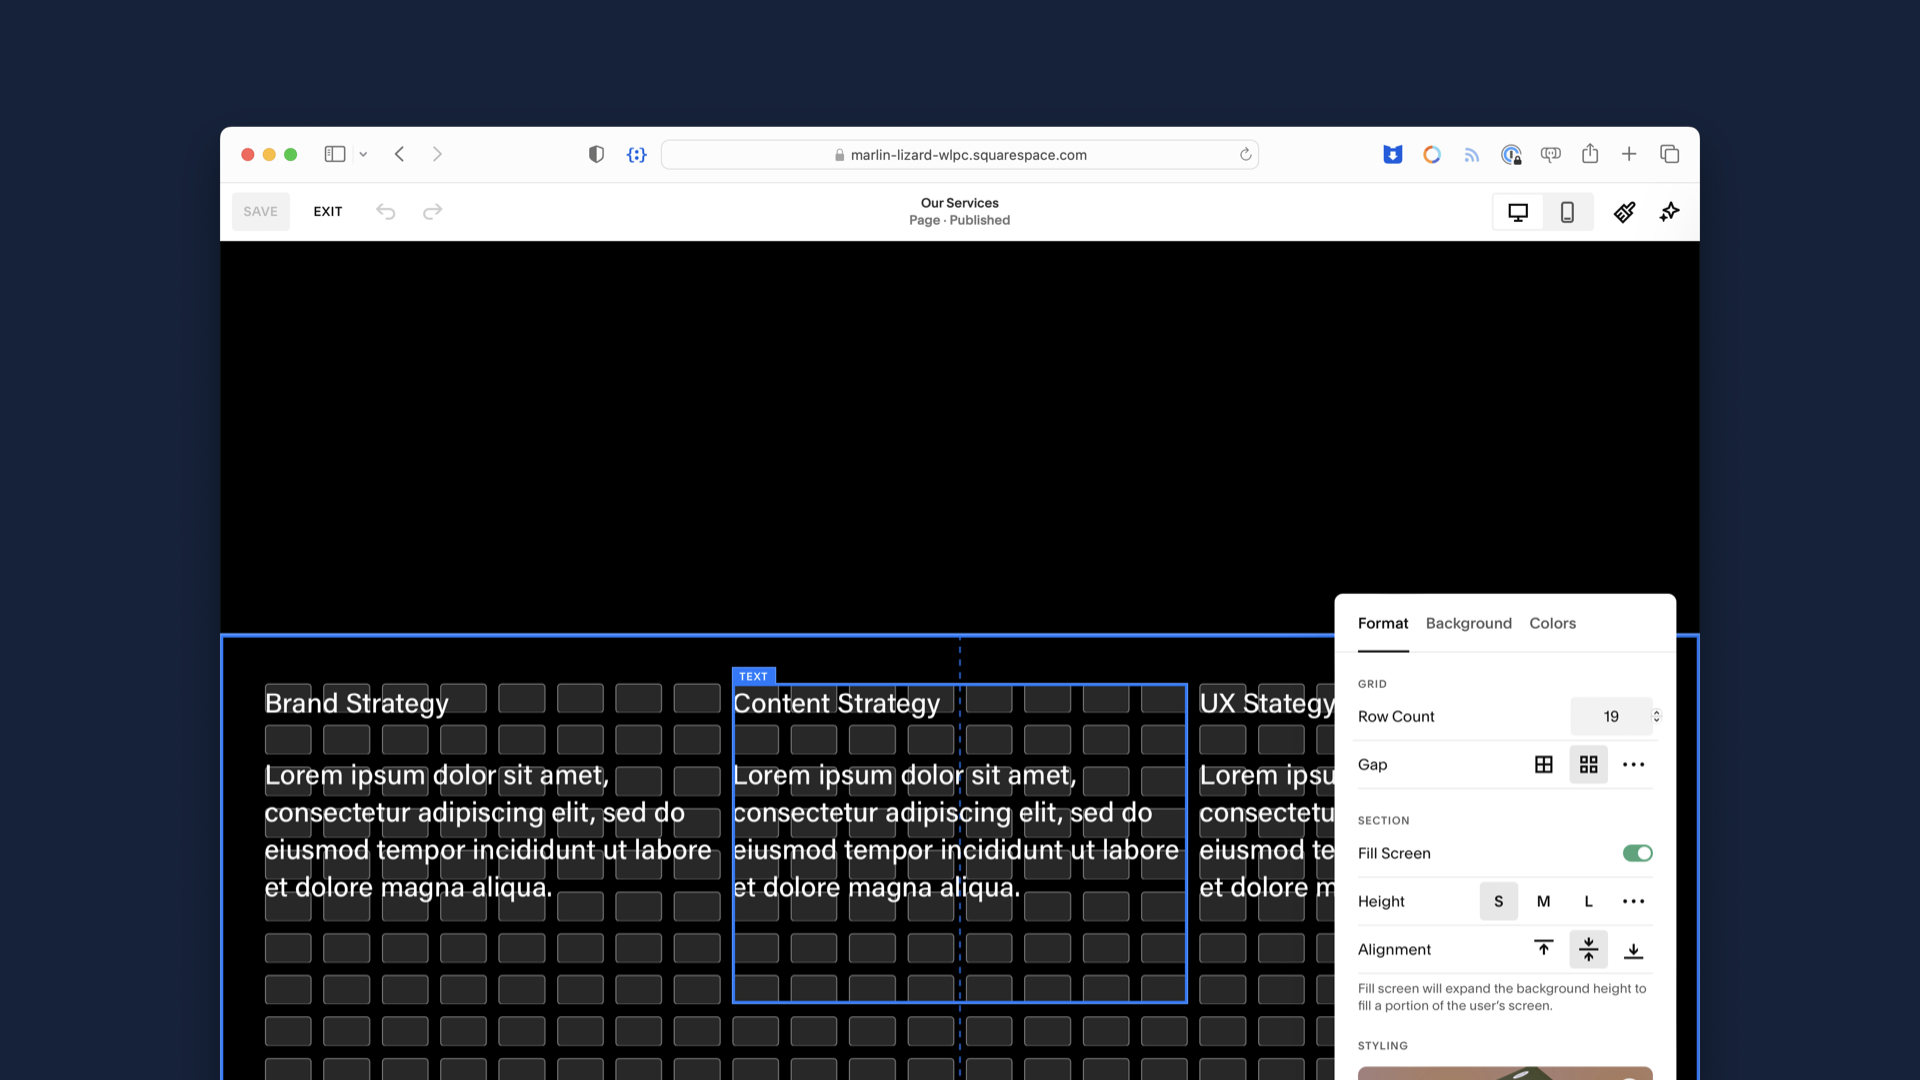 marlin-lizard-wlpc.squarespace.com
SAVE
EXIT
Our Services
Page · Published
Format
Background
Colors
GRID
Row Count
19
Gap
SECTION
Fill Screen
Height
S
M
L
Alignment
Fill screen will expand the background height to
fill a portion of the user's screen.
STYLING
Brand Strategy
Lorem ipsum dolor sit amet,
consectetur adipiscing elit, sed do
eiusmod tempor incididunt ut labore
et dolore magna aliqua.
TEXT
Content Strategy
Lorem ipsum dolor sit amet,
consectetur adipiscing elit, sed do
eiusmod tempor incididunt ut labore
et dolore magna aliqua.
UX Stategy
Lorem ipsu
consectetu
eiusmod te
et dolore m